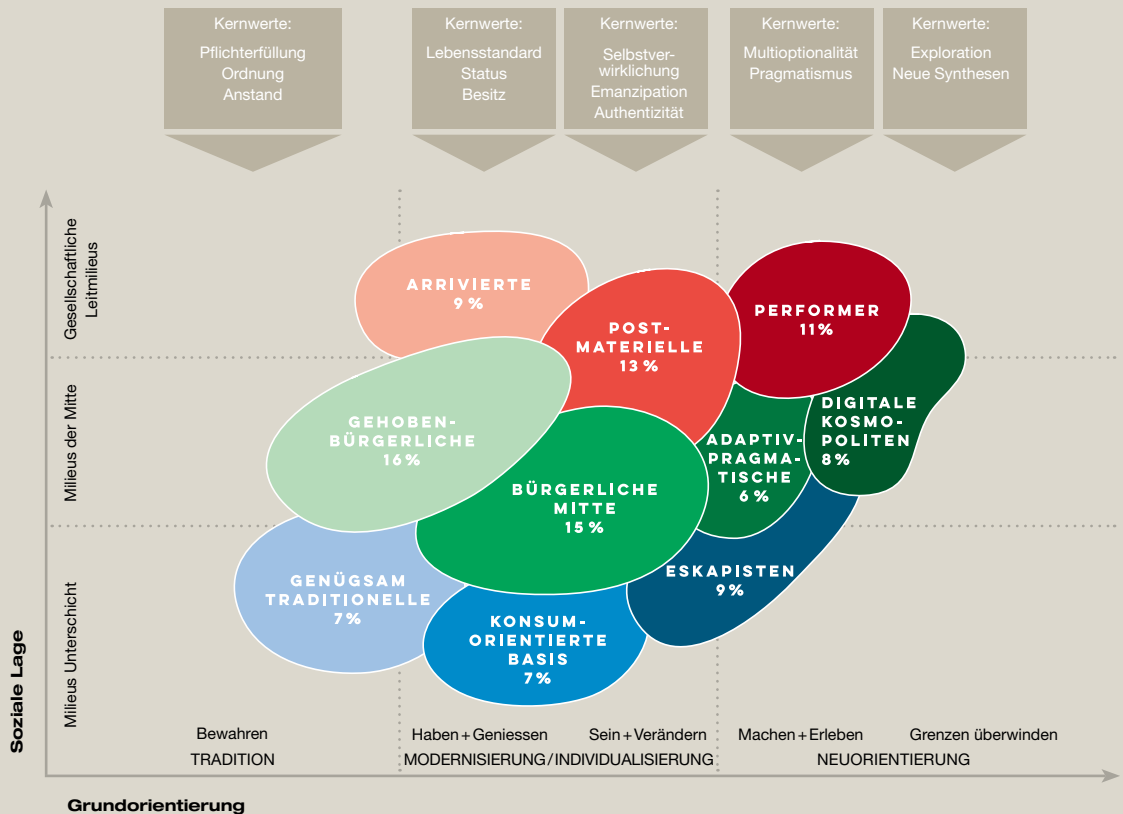 Kernwerte:
Pflichterfüllung
Ordnung
Anstand
Kernwerte:
Lebensstandard
Status
Besitz
Kernwerte:
Selbstver-
wirklichung
Emanzipation
Authentizität
Kernwerte:
Multioptionalität
Pragmatismus
Kernwerte:
Exploration
Neue Synthesen
Soziale Lage
Gesellschaftliche
Leitmilieus
Milieus der Mitte
Milieus Unterschicht
ARRIVIERTE
9 %
POST-
MATERIELLE
13 %
PERFORMER
11%
GEHOBEN-
BÜRGERLICHE
16 %
BÜRGERLICHE
MITTE
15 %
ADAPTIV-
PRAGMA-
TISCHE
6 %
DIGITALE
KOSMO-
POLITEN
8%
GENÜGSAM
TRADITIONELLE
7%
KONSUM-
ORIENTIERTE
BASIS
7%
ESKAPISTEN
9%
Bewahren
TRADITION
Haben + Geniessen
Sein + Verändern
MODERNISIERUNG/INDIVIDUALISIERUNG
Machen + Erleben
Grenzen überwinden
NEUORIENTIERUNG
Grundorientierung